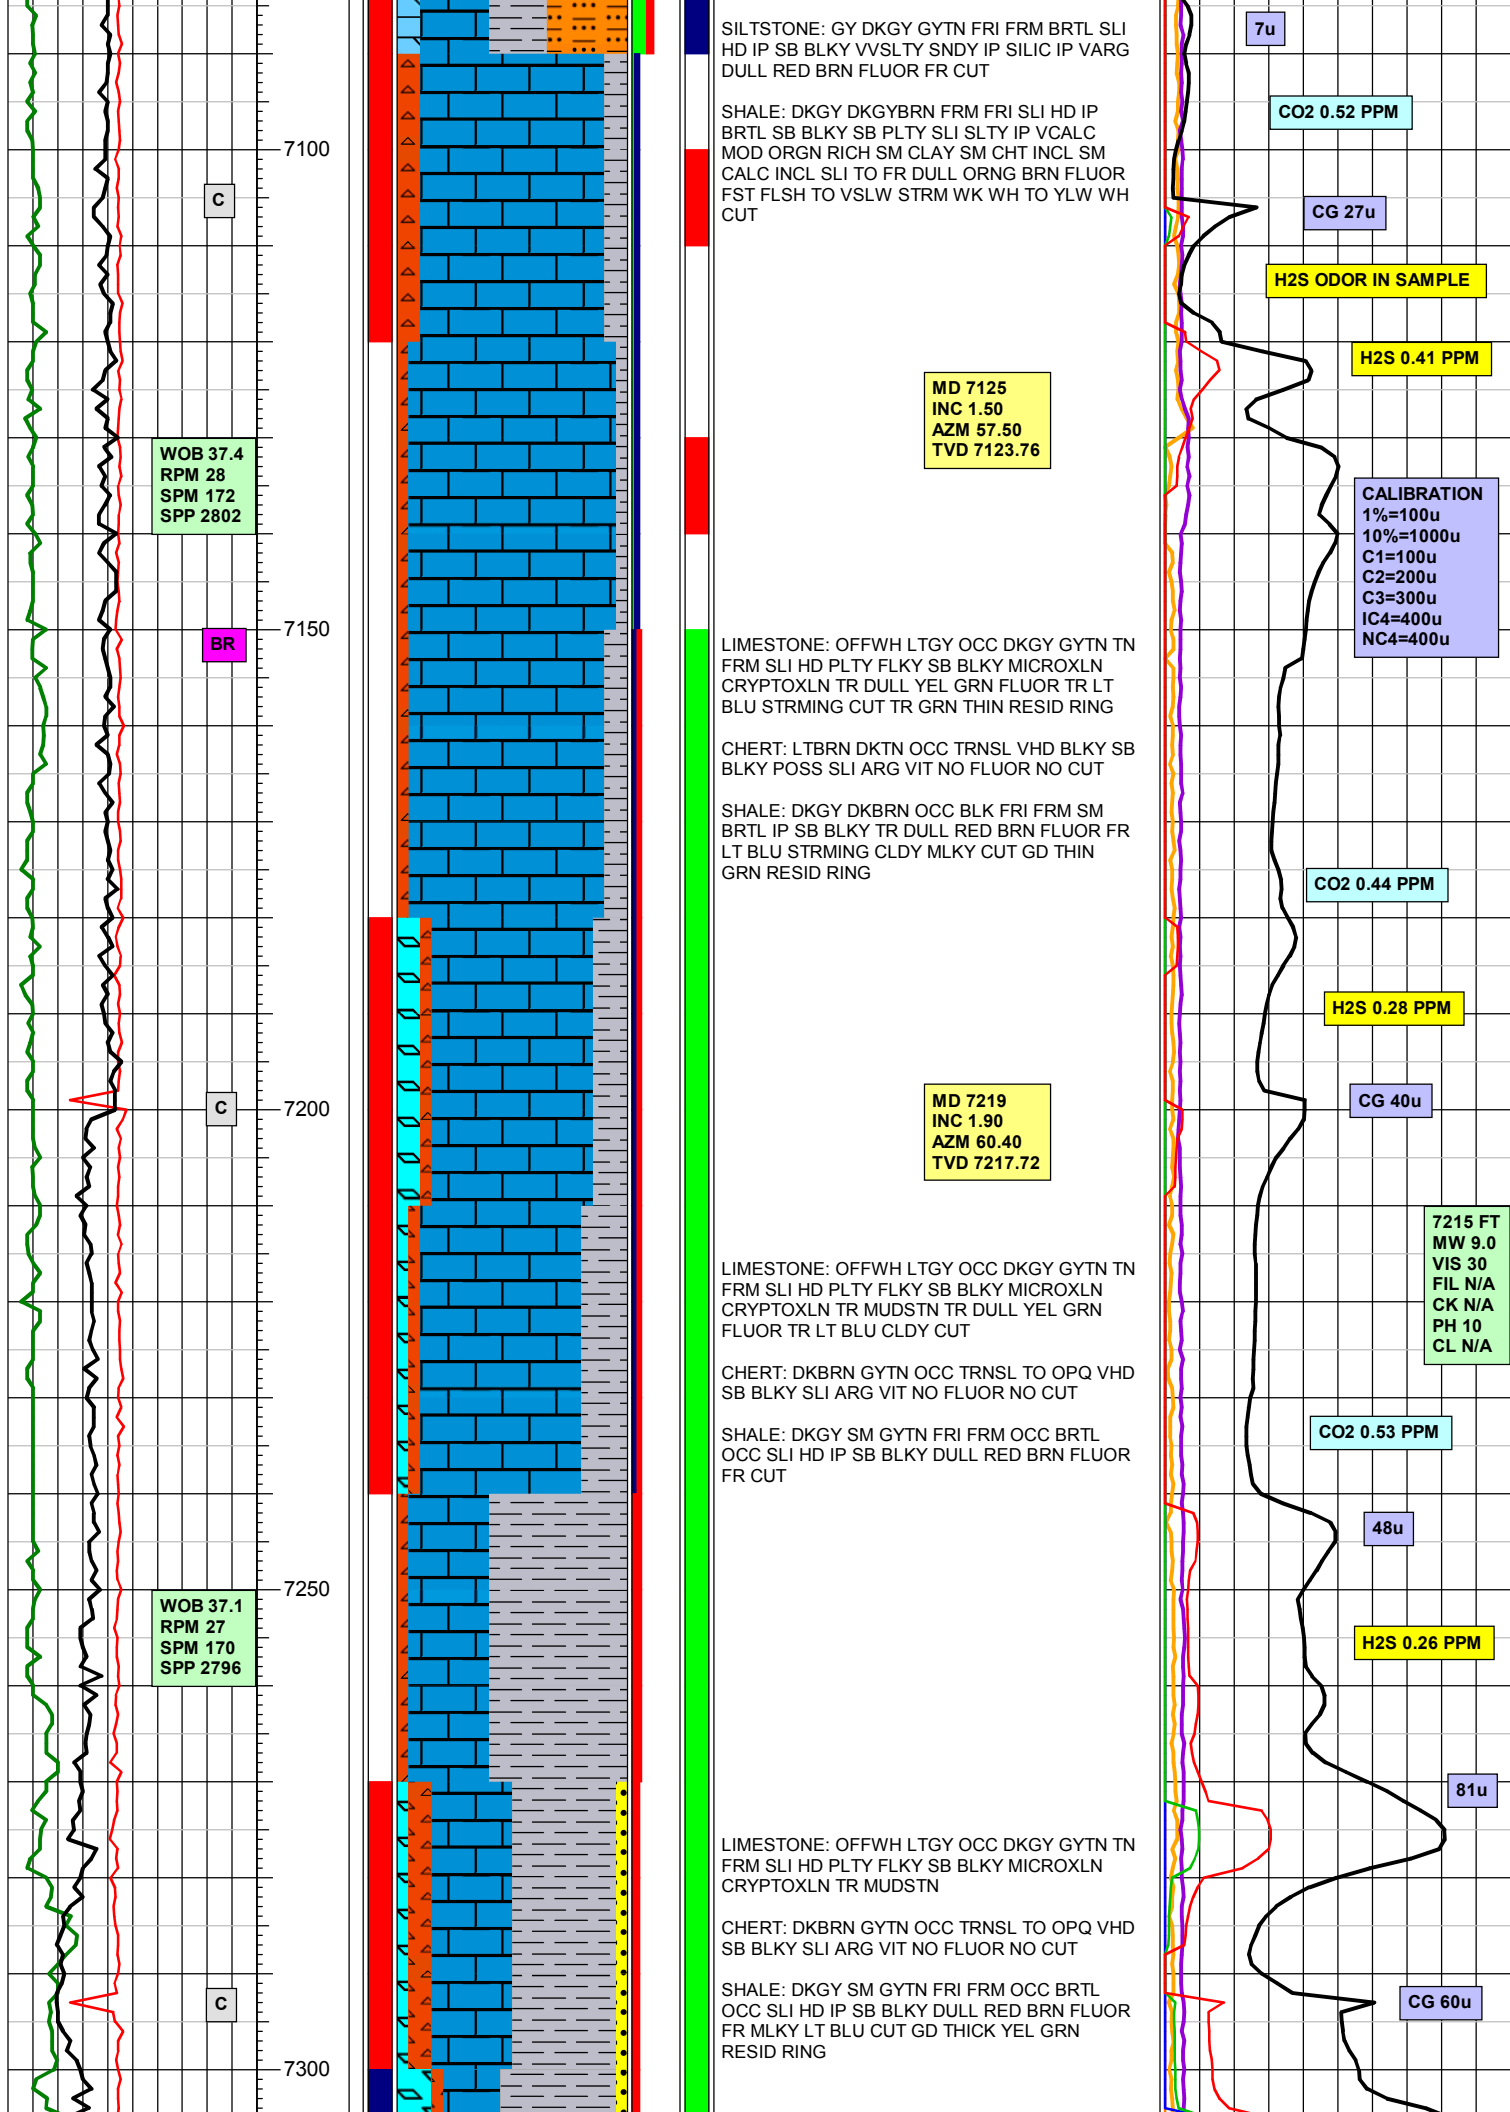 SILTSTONE: GY DKGY GYTN FRI FRM BRTL SLI
HD IP SB BLKY VVSLTY SNDY IP SILIC IP VARG
DULL RED BRN FLUOR FR CUT
7u
SHALE: DKGY DKGYBRN FRM FRI SLI HD IP
BRTL SB BLKY SB PLTY SLI SLTY IP VCALC
MOD ORGN RICH SM CLAY SM CHT INCL SM
CALC INCL SLI TO FR DULL ORNG BRN FLUOR
FST FLSH TO VSLW STRM WK WH TO YLW WH
CUT
CO2 0.52 PPM
7100
C
CG 27u
H2S ODOR IN SAMPLE
H2S 0.41 PPM
MD 7125
INC 1.50
AZM 57.50
TVD 7123.76
WOB 37.4
RPM 28
SPM 172
SPP 2802
CALIBRATION
1%=100u
10%=1000u
C1=100u
C2=200u
C3=300u
IC4=400u
NC4=400u
7150
BR
LIMESTONE: OFFWH LTGY OCC DKGY GYTN TN
FRM SLI HD PLTY FLKY SB BLKY MICROXLN
CRYPTOXLN TR DULL YEL GRN FLUOR TR LT
BLU STRMING CUT TR GRN THIN RESID RING
CHERT: LTBRN DKTN OCC TRNSL VHD BLKY SB
BLKY POSS SLI ARG VIT NO FLUOR NO CUT
SHALE: DKGY DKBRN OCC BLK FRI FRM SM
BRTL IP SB BLKY TR DULL RED BRN FLUOR FR
LT BLU STRMING CLDY MLKY CUT GD THIN
GRN RESID RING
CO2 0.44 PPM
H2S 0.28 PPM
7200
C
CG 40u
MD 7219
INC 1.90
AZM 60.40
TVD 7217.72
7215 FT
MW 9.0
VIS 30
FIL N/A
CK N/A
PH 10
CL N/A
LIMESTONE: OFFWH LTGY OCC DKGY GYTN TN
FRM SLI HD PLTY FLKY SB BLKY MICROXLN
CRYPTOXLN TR MUDSTN TR DULL YEL GRN
FLUOR TR LT BLU CLDY CUT
CHERT: DKBRN GYTN OCC TRNSL TO OPQ VHD
SB BLKY SLI ARG VIT NO FLUOR NO CUT
SHALE: DKGY SM GYTN FRI FRM OCC BRTL
OCC SLI HD IP SB BLKY DULL RED BRN FLUOR
FR CUT
CO2 0.53 PPM
48u
7250
WOB 37.1
RPM 27
SPM 170
SPP 2796
H2S 0.26 PPM
81u
LIMESTONE: OFFWH LTGY OCC DKGY GYTN TN
FRM SLI HD PLTY FLKY SB BLKY MICROXLN
CRYPTOXLN TR MUDSTN
CHERT: DKBRN GYTN OCC TRNSL TO OPQ VHD
SB BLKY SLI ARG VIT NO FLUOR NO CUT
SHALE: DKGY SM GYTN FRI FRM OCC BRTL
OCC SLI HD IP SB BLKY DULL RED BRN FLUOR
FR MLKY LT BLU CUT GD THICK YEL GRN
RESID RING
C
CG 60u
7300